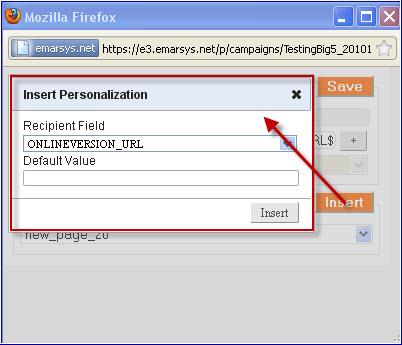 Mozilla Firefox
emarsys.net https://e3.emarsys.net/p/campaigns/TestingBig5_20101
Insert Personalization
Save
Recipient Field
ONLINEVERSION_URL
RL$ +
Default Value
Insert
Insert
new_page_20